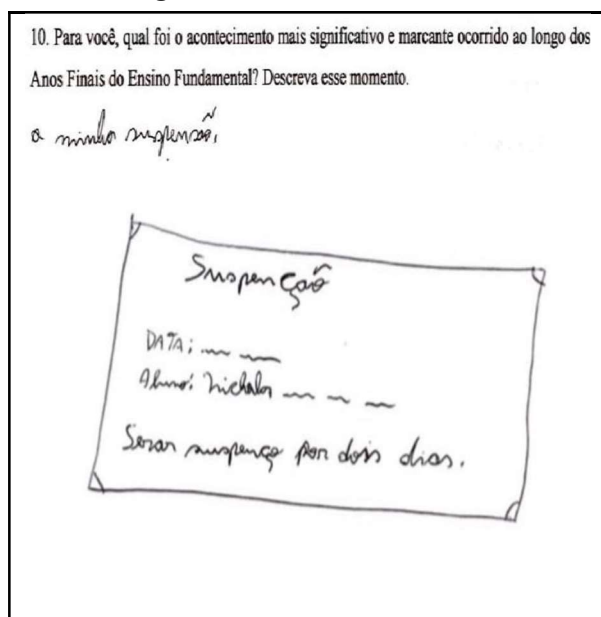 10. Para você, qual foi o acontecimento mais significativo e marcante ocorrido ao longo dos
Anos Finais do Ensino Fundamental? Descreva esse momento.
a minha suspensão,
Suspenção
DATA:
Aluno: Nicholas
Seran suspenço por dois dias.